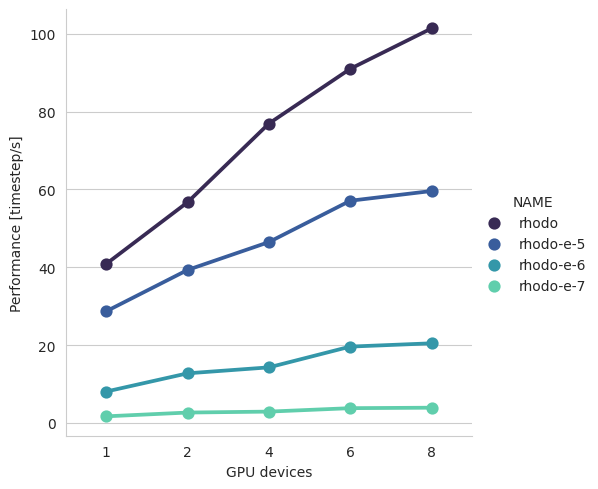 Performance [timestep/s]
100
80
60
40
20
0
1 2 4 6 8
GPU devices
NAME
rhodo
rhodo-e-5
rhodo-e-6
rhodo-e-7